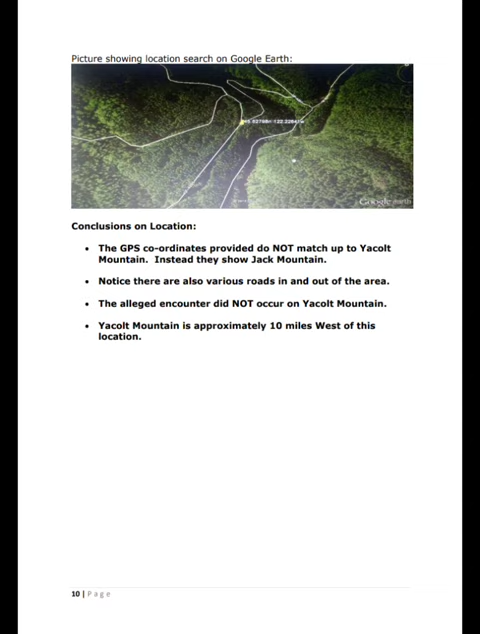 Picture showing location search on Google Earth:
Google earth
Conclusions on Location:
• The GPS co-ordinates provided do NOT match up to Yacolt
Mountain. Instead they show Jack Mountain.
• Notice there are also various roads in and out of the area.
• The alleged encounter did NOT occur on Yacolt Mountain.
• Yacolt Mountain is approximately 10 miles West of this
location.
10 | Page